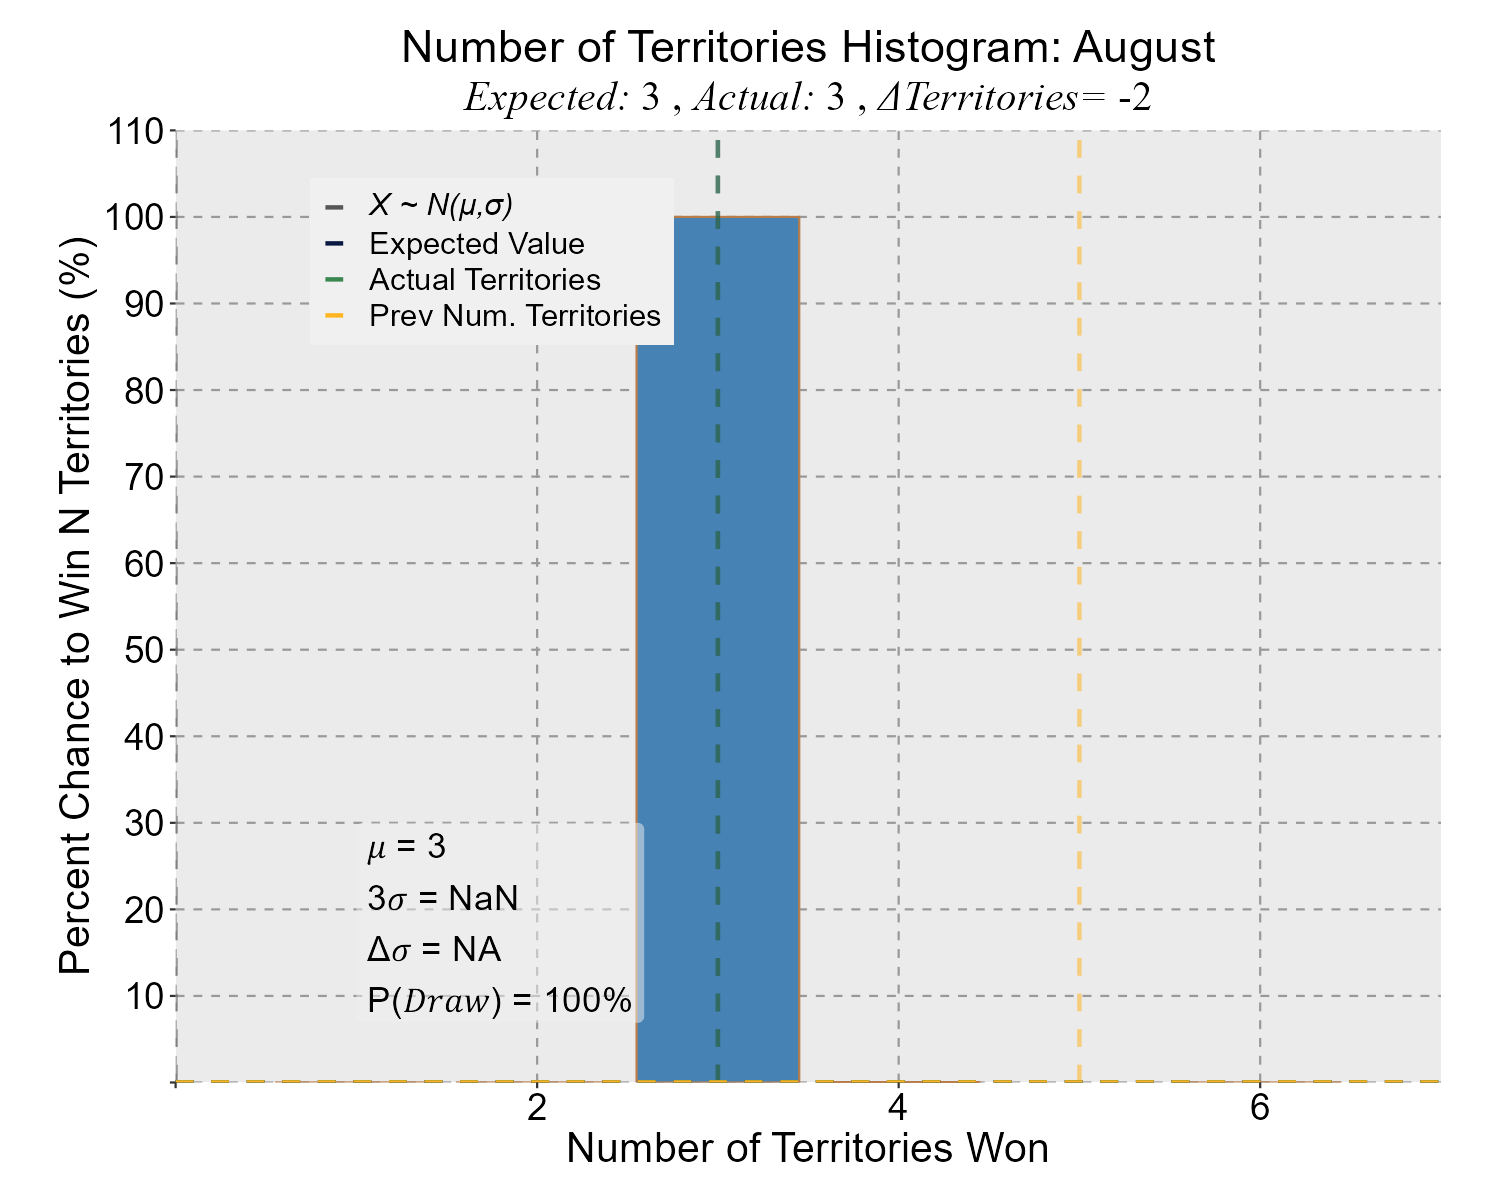 Number of Territories Histogram: August
Expected: 3 , Actual: 3 , ΔTerritories= -2
Percent Chance to Win N Territories (%)
110
100
90
80
70
60
50
40
30
20
10
X ~ N(μ,σ)
Expected Value
Actual Territories
Prev Num. Territories
μ = 3
3σ = NaN
Δσ = NA
P(Draw) = 100%
2 4 6
Number of Territories Won